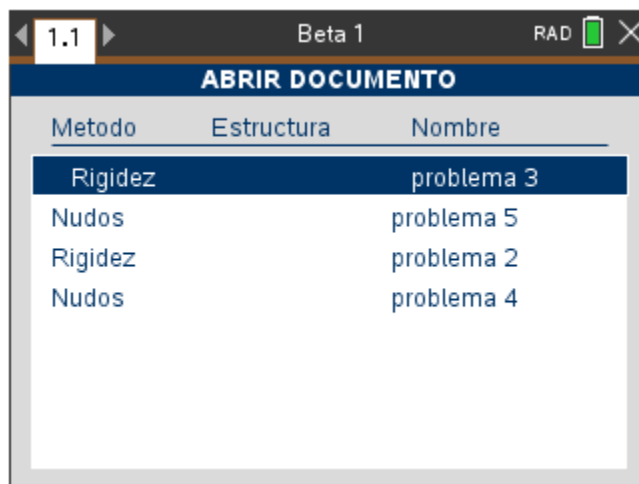 1.1 Beta 1 RAD
ABRIR DOCUMENTO
Metodo Estructura Nombre
Rigidez problema 3
Nudos problema 5
Rigidez problema 2
Nudos problema 4